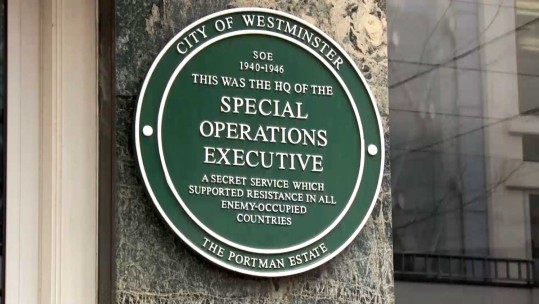 CITY OF WESTMINSTER
SOE
1940-1946
THIS WAS THE HQ OF THE
SPECIAL
OPERATIONS
EXECUTIVE
A SECRET SERVICE WHICH
SUPPORTED RESISTANCE IN ALL
ENEMY-OCCUPIED
COUNTRIES
THE PORTMAN ESTATE